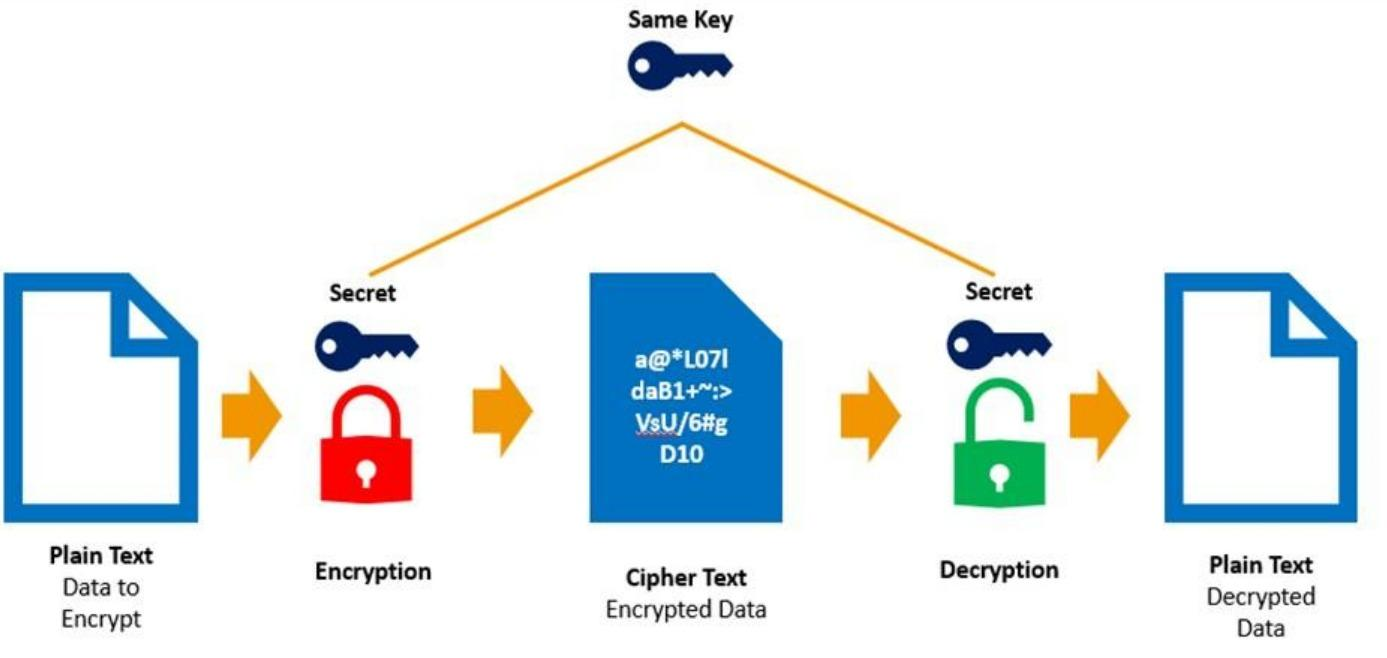 Same Key
Secret
Secret
a@*L07l
daB1+~:>
VsU/6#g
D10
Plain Text
Data to
Encrypt
Encryption
Cipher Text
Encrypted Data
Decryption
Plain Text
Decrypted
Data